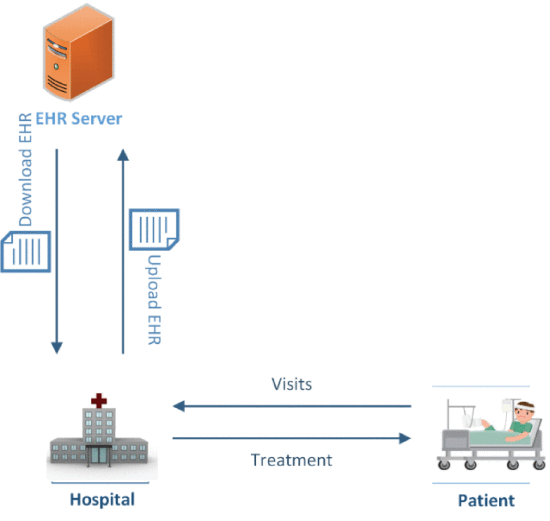 EHR Server
Download EHR
Upload EHR
Visits
Treatment
Hospital
Patient